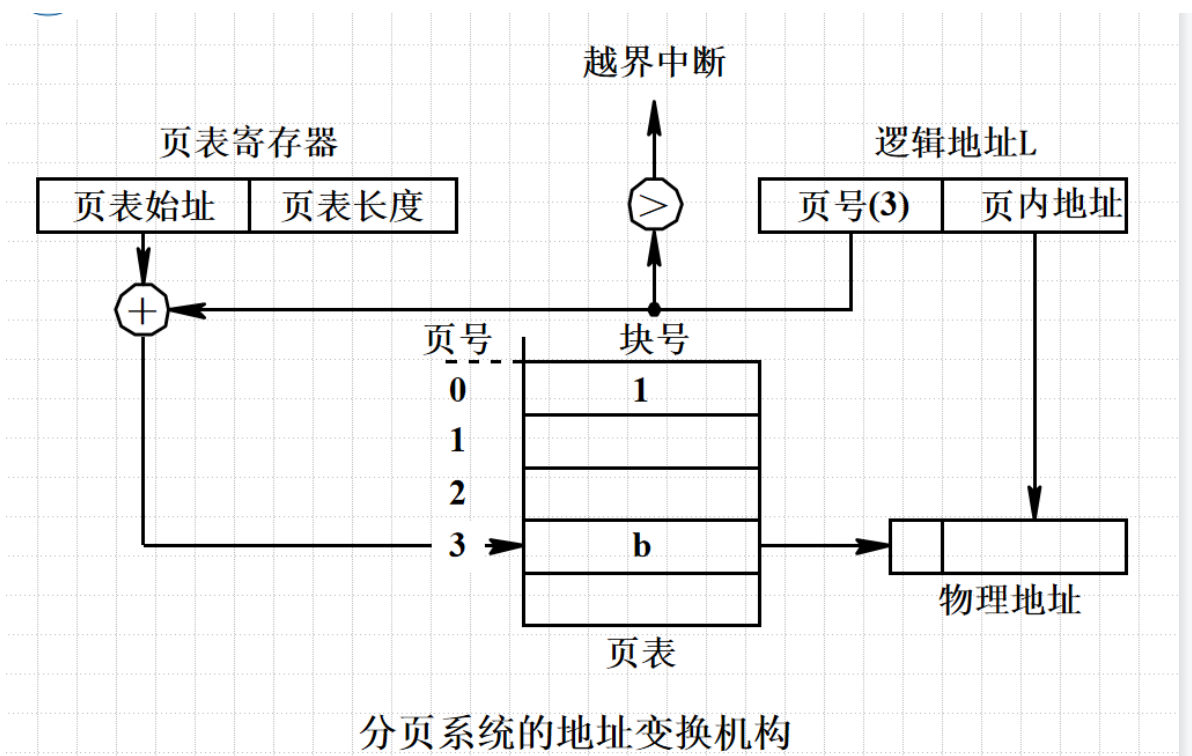 越界中断
页表寄存器
逻辑地址L
页表始址 页表长度
>
页号(3) 页内地址
+
页号 块号
0 1
1
2
3 b
物理地址
页表
分页系统的地址变换机构